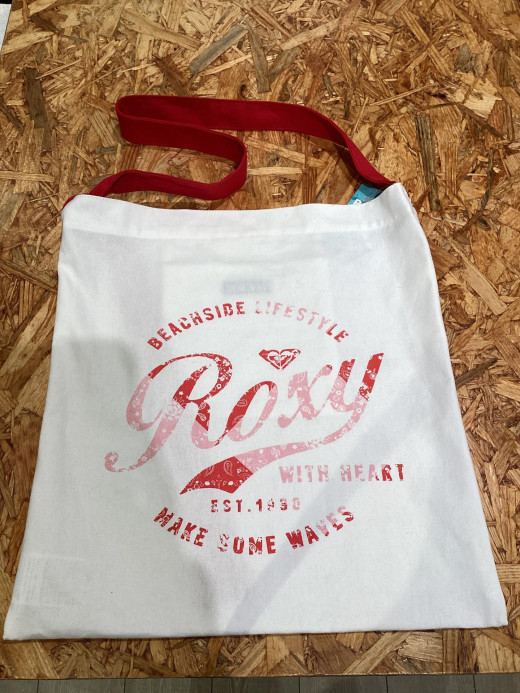 BEACHSIDE LIFESTYLE
Roxy
WITH HEART
EST.1990
MAKE SOME WAVES